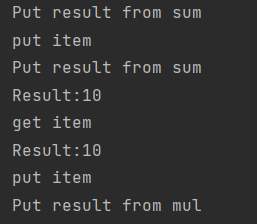 Put result from sum
put item
Put result from sum
Result:10
get item
Result:10
put item
Put result from mul